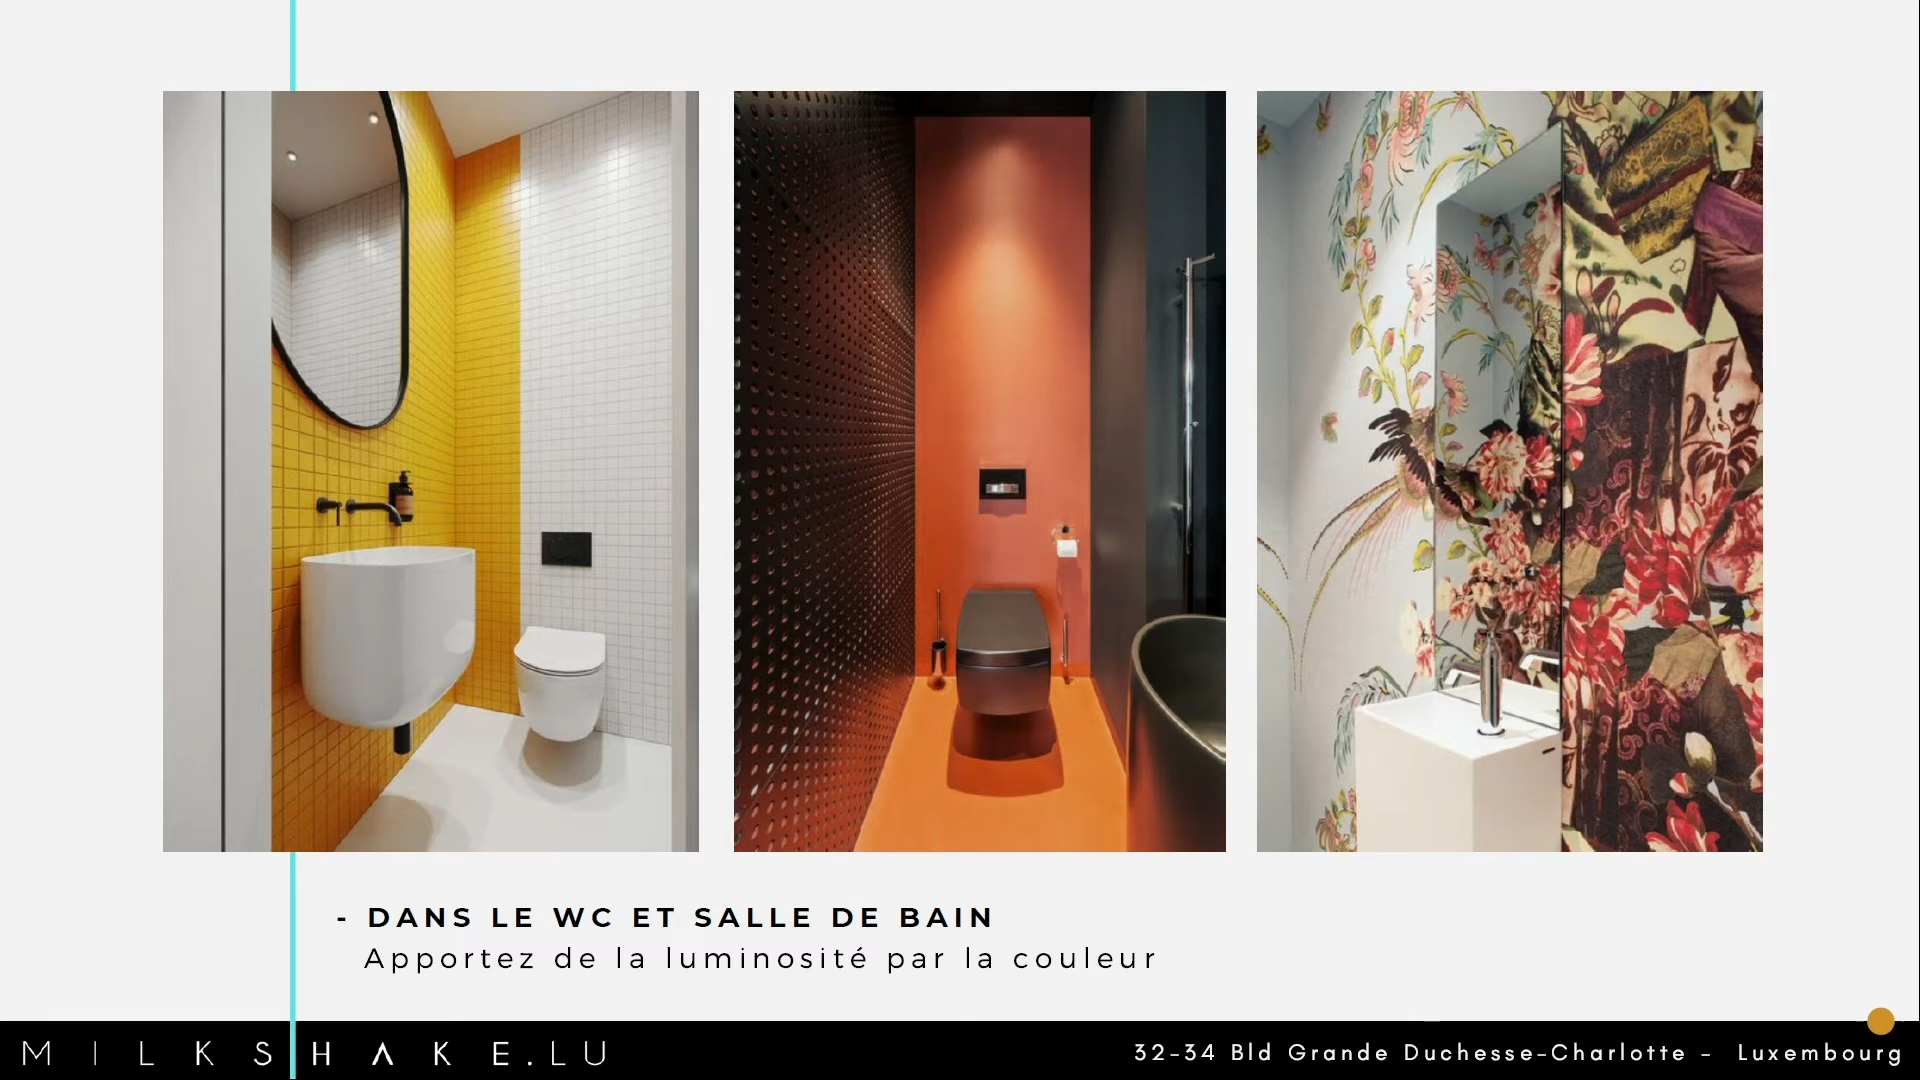 - DANS LE WC ET SALLE DE BAIN
Apportez de la luminosité par la couleur
MILKSHAKE.LU
32-34 Bld Grande Duchesse-Charlotte - Luxembourg